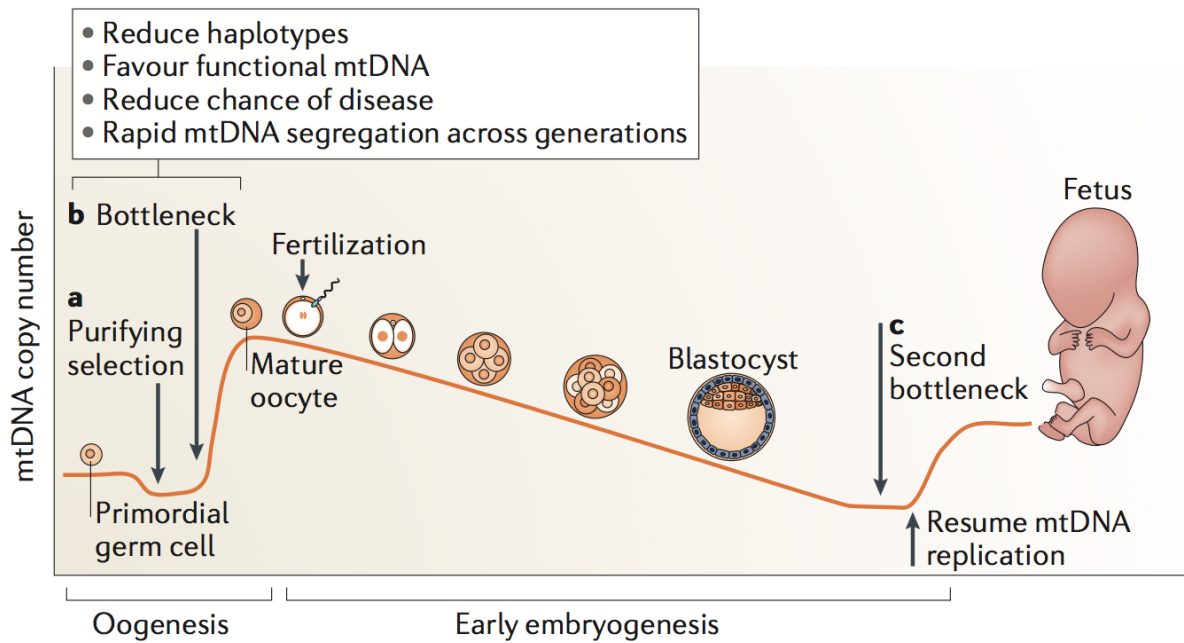 • Reduce haplotypes
• Favour functional mtDNA
• Reduce chance of disease
• Rapid mtDNA segregation across generations
mtDNA copy number
b Bottleneck
a
Purifying
selection
Primordial
germ cell
Mature
oocyte
Fertilization
Blastocyst
c
Second
bottleneck
Resume mtDNA
replication
Fetus
Oogenesis
Early embryogenesis